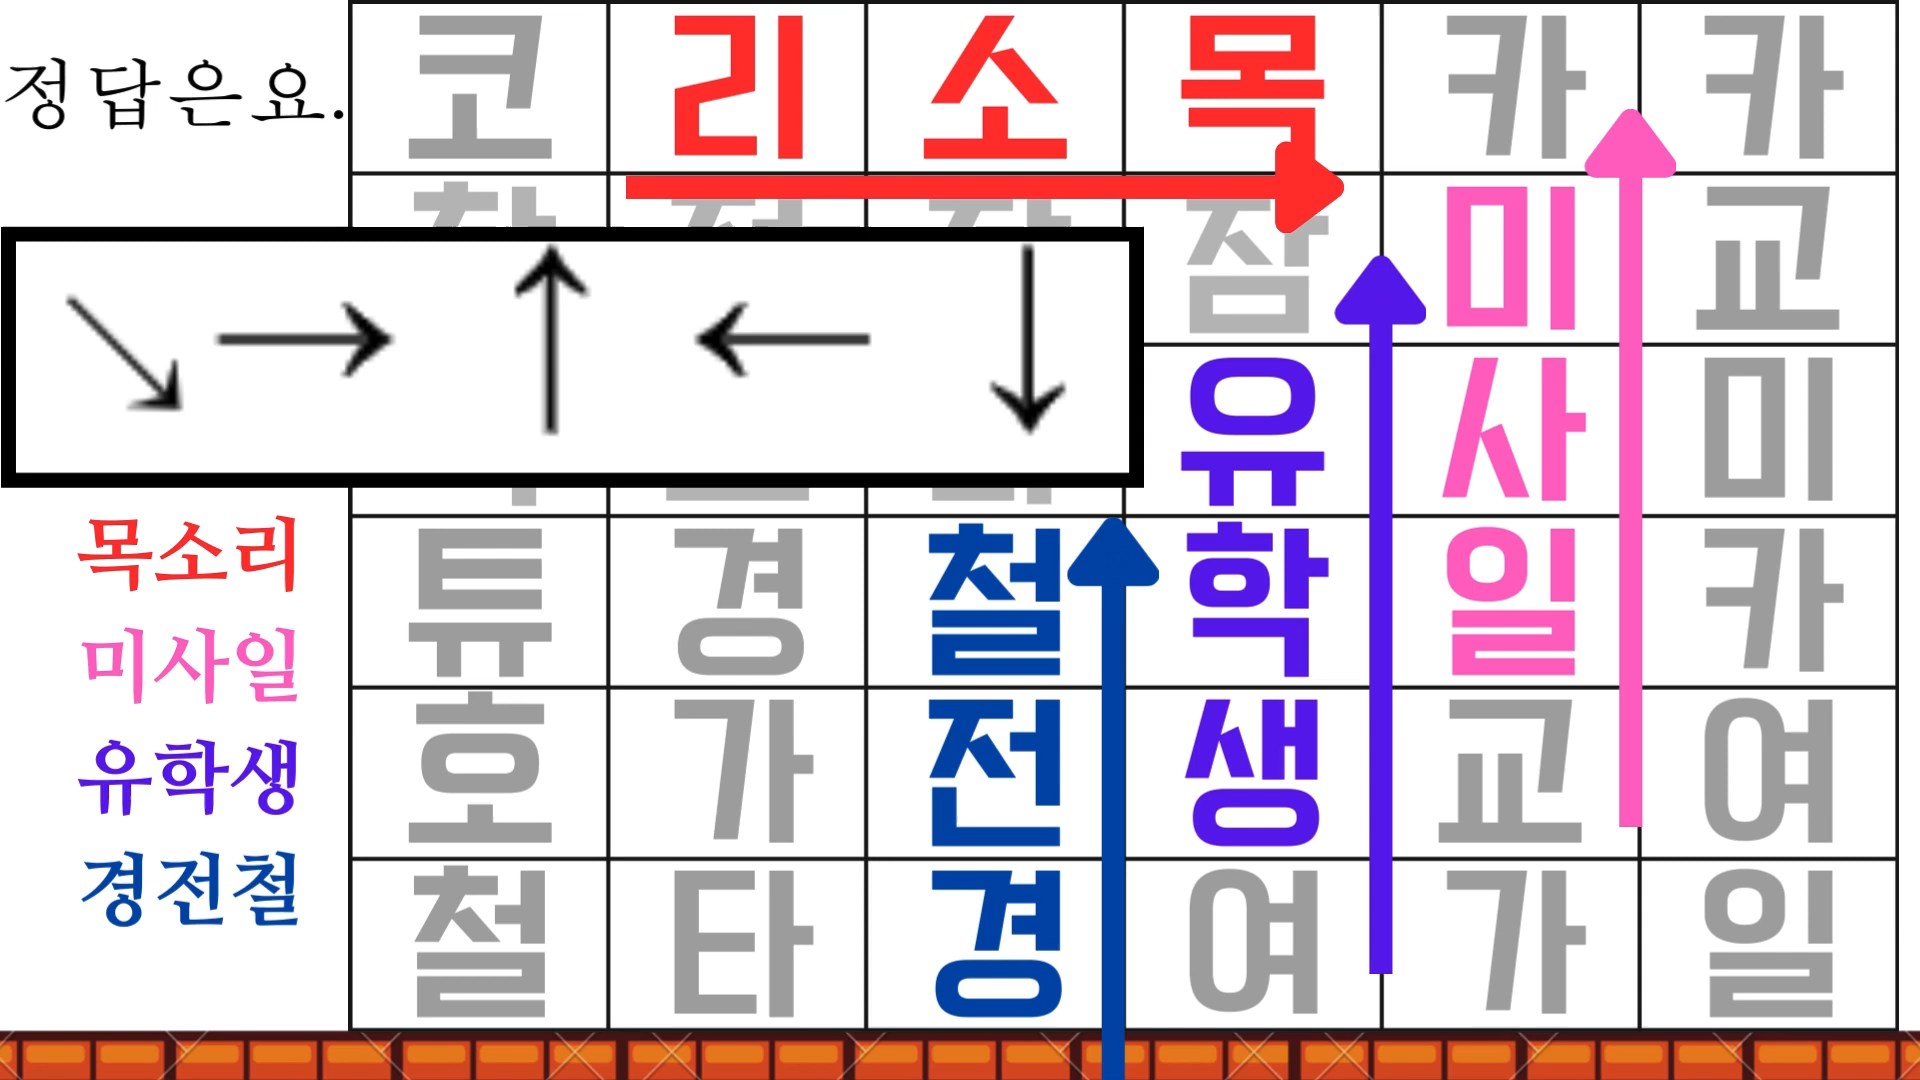 정답은요.
코 리 소 목 카 카
잠 미 교
유 사 미
튜 경 철 학 일 카
호 가 전 생 교 여
철 타 경 여 가 일
목소리
미사일
유학생
경전철